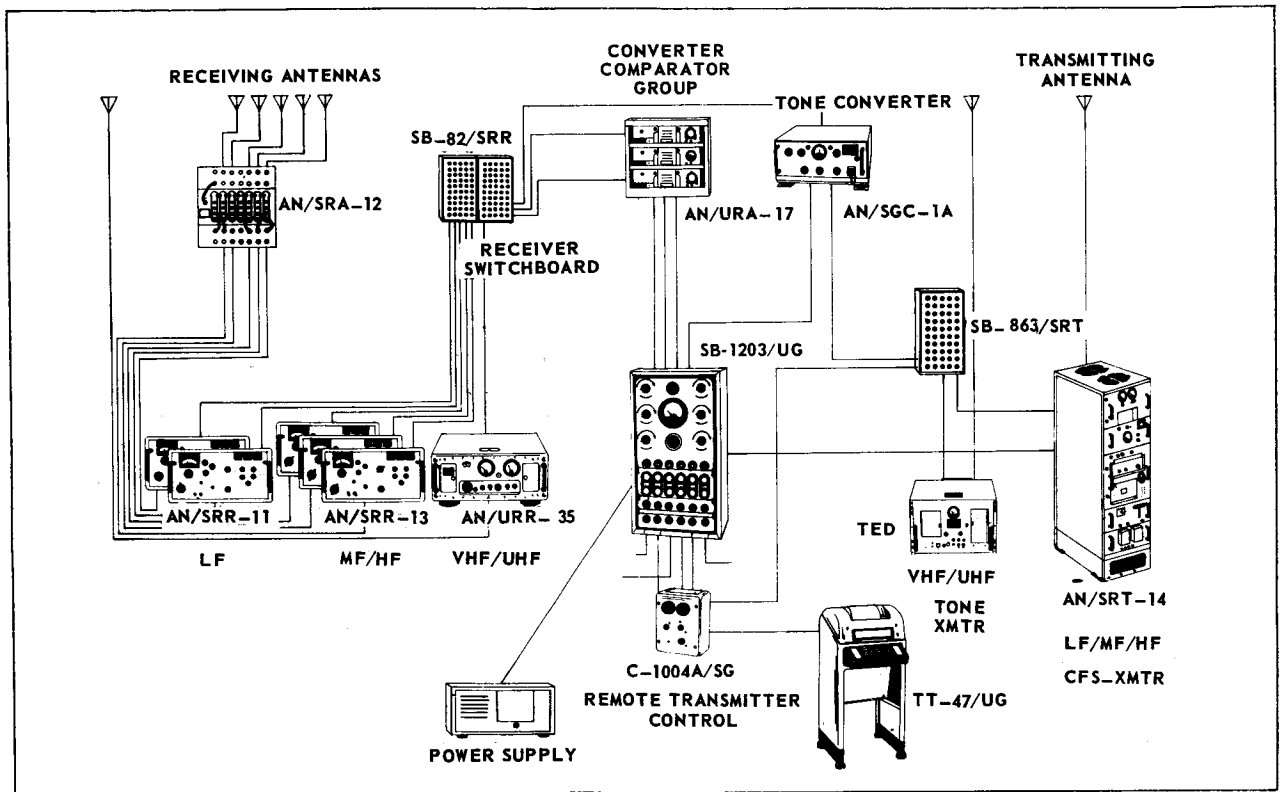 CONVERTER
COMPARATOR
GROUP
TRANSMITTING
ANTENNA
RECEIVING ANTENNAS
TONE CONVERTER
SB-82/SRR
AN/SRA-12
AN/URA-17
AN/SGC-1A
RECEIVER
SWITCHBOARD
SB-863/SRT
SB-1203/UG
AN/SRR-11
AN/SRR-13
AN/URR-35
TED
LF
MF/HF
VHF/UHF
VHF/UHF
TONE
XMTR
AN/SRT-14
LF/MF/HF
CFS-XMTR
C-1004A/SG
REMOTE TRANSMITTER
CONTROL
TT-47/UG
POWER SUPPLY